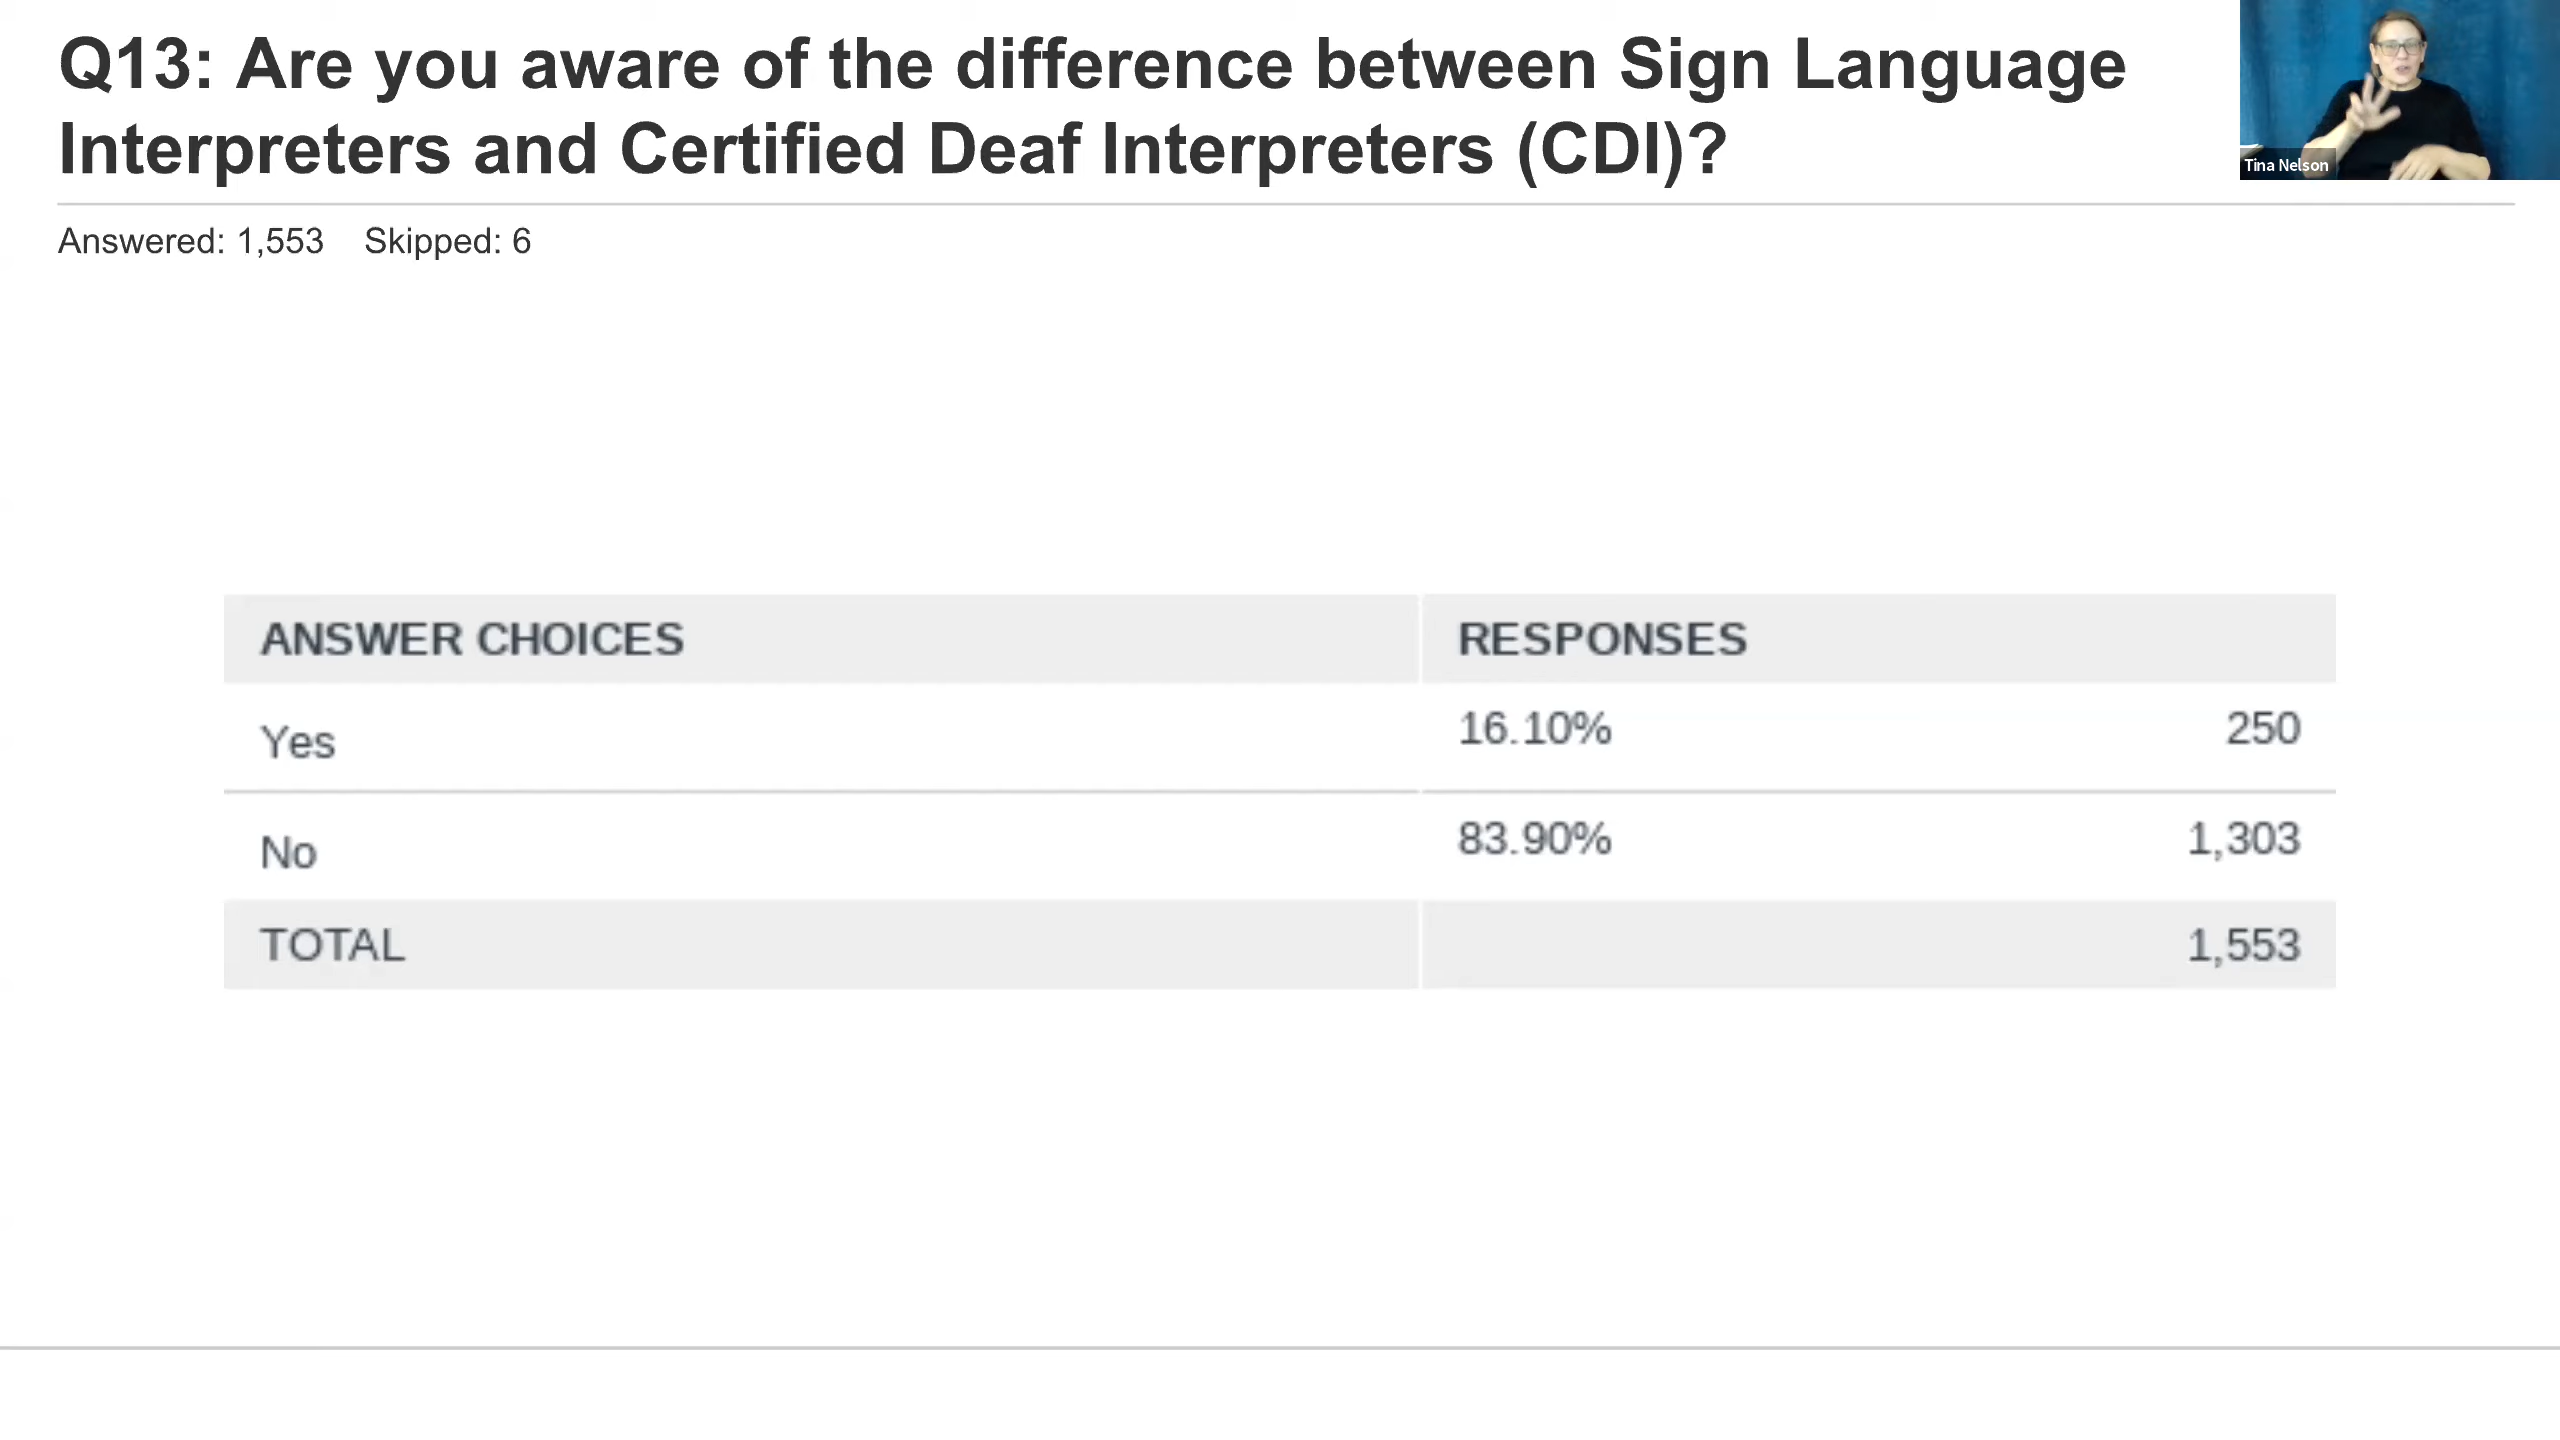 Q13: Are you aware of the difference between Sign Language
Interpreters and Certified Deaf Interpreters (CDI)?
Tina Nelson
Answered: 1,553 Skipped: 6
ANSWER CHOICES RESPONSES
Yes 16.10% 250
No 83.90% 1,303
TOTAL 1,553